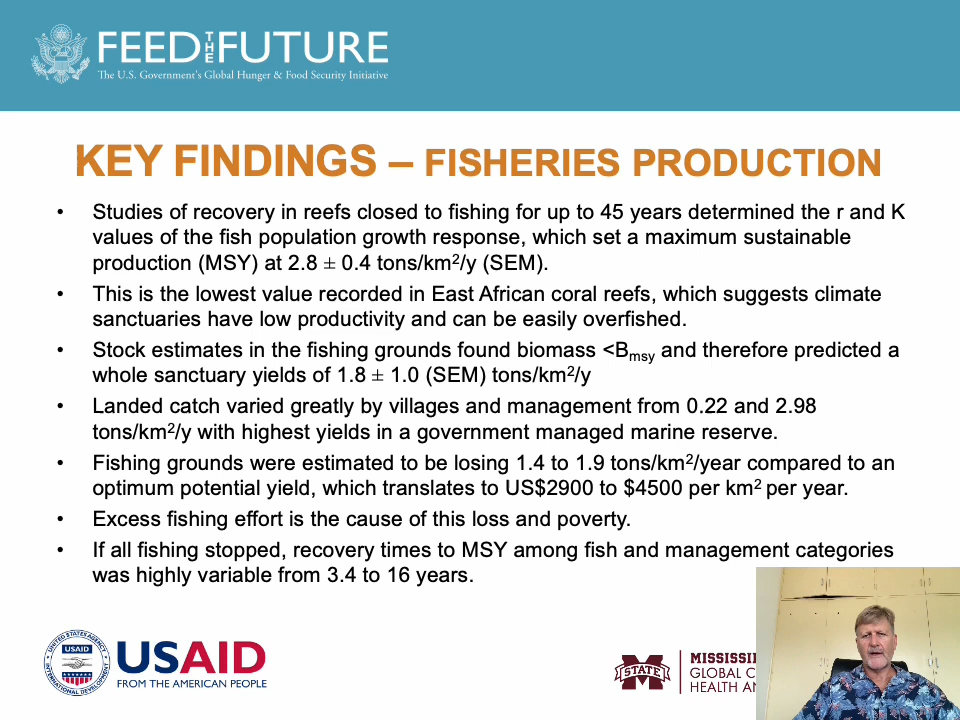 FEED THE FUTURE
The U.S. Government's Global Hunger & Food Security Initiative
KEY FINDINGS – FISHERIES PRODUCTION
• Studies of recovery in reefs closed to fishing for up to 45 years determined the r and K
values of the fish population growth response, which set a maximum sustainable
production (MSY) at 2.8 ± 0.4 tons/km²/y (SEM).
• This is the lowest value recorded in East African coral reefs, which suggests climate
sanctuaries have low productivity and can be easily overfished.
• Stock estimates in the fishing grounds found biomass <Bmsy and therefore predicted a
whole sanctuary yields of 1.8 ± 1.0 (SEM) tons/km²/y
• Landed catch varied greatly by villages and management from 0.22 and 2.98
tons/km²/y with highest yields in a government managed marine reserve.
• Fishing grounds were estimated to be losing 1.4 to 1.9 tons/km²/year compared to an
optimum potential yield, which translates to US$2900 to $4500 per km² per year.
• Excess fishing effort is the cause of this loss and poverty.
• If all fishing stopped, recovery times to MSY among fish and management categories
was highly variable from 3.4 to 16 years.
UNITED STATES AGENCY
USAID
INTERNATIONAL DEVELOPMENT
USAID
FROM THE AMERICAN PEOPLE
STATE
MISSISSIP
GLOBAL C
HEALTH AN